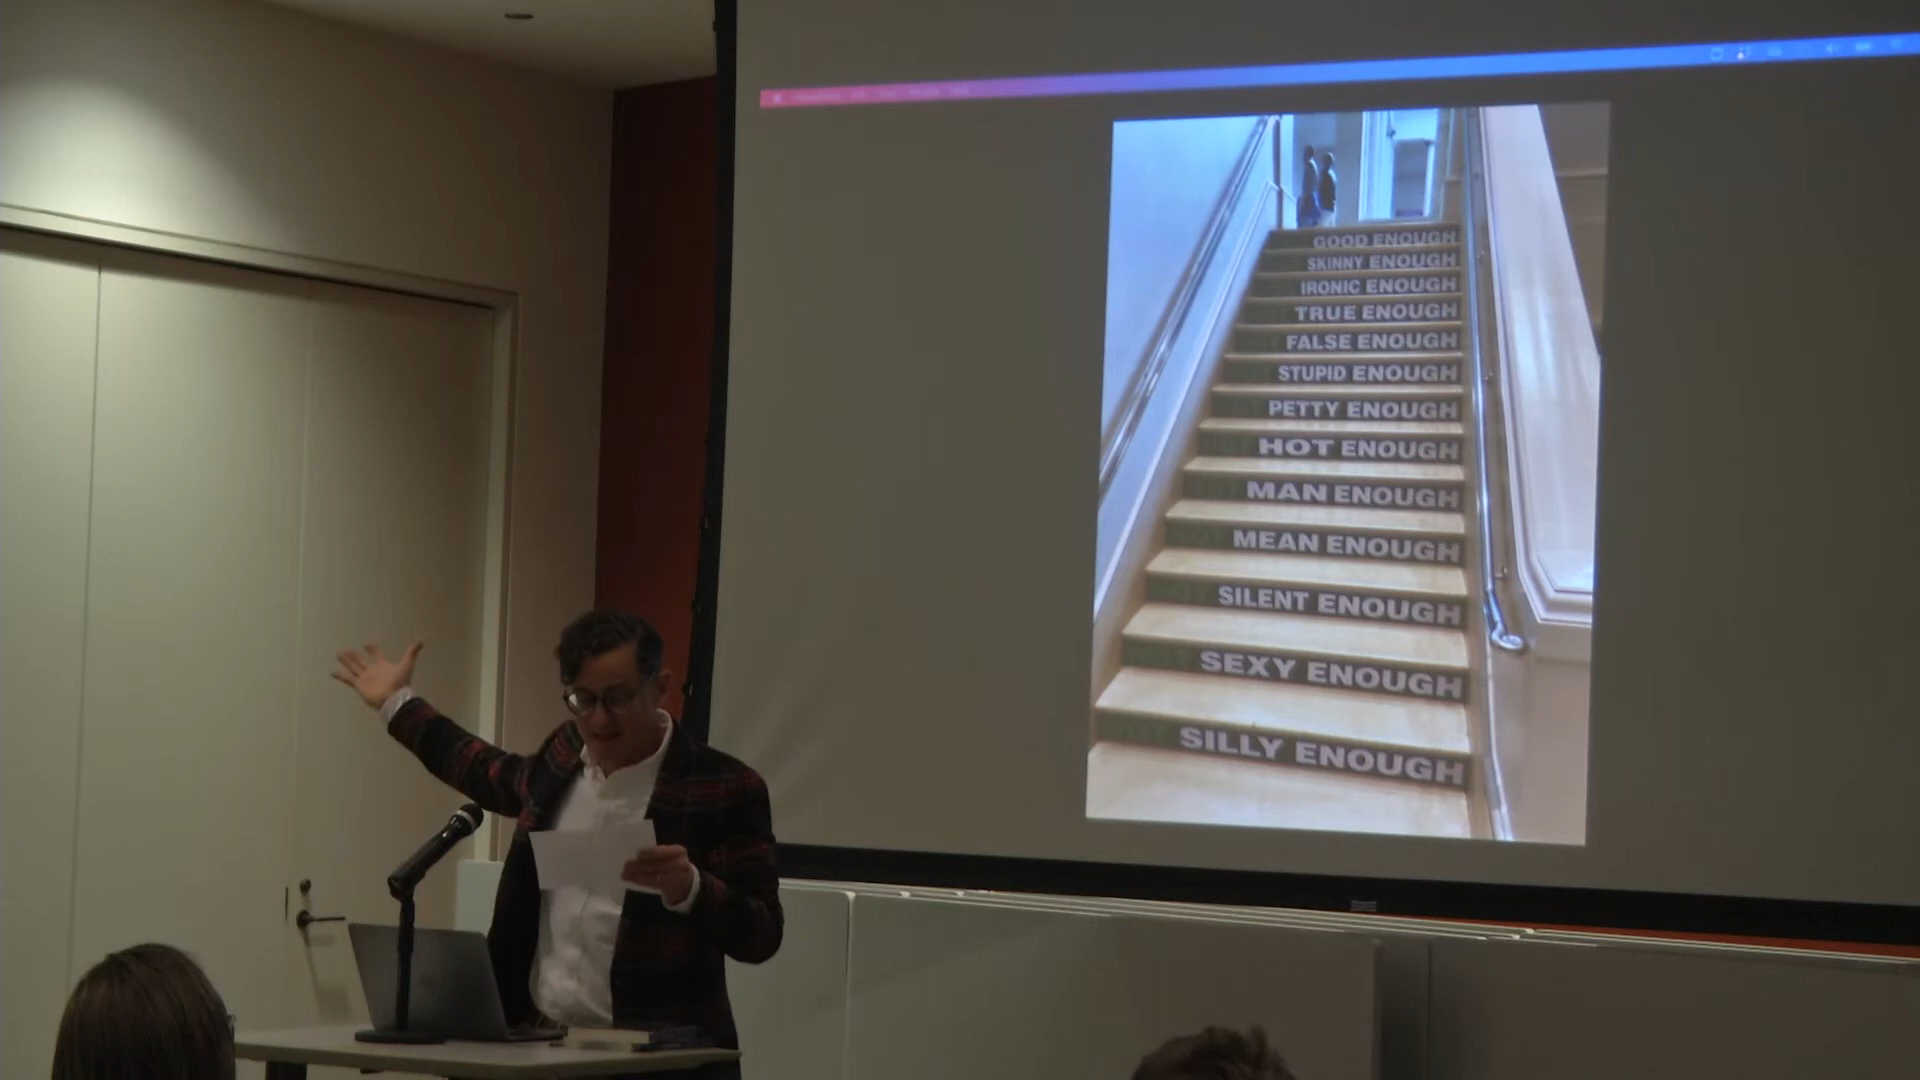 GOOD ENOUGH
SKINNY ENOUGH
IRONIC ENOUGH
TRUE ENOUGH
FALSE ENOUGH
STUPID ENOUGH
PETTY ENOUGH
HOT ENOUGH
MAN ENOUGH
MEAN ENOUGH
SILENT ENOUGH
SEXY ENOUGH
SILLY ENOUGH